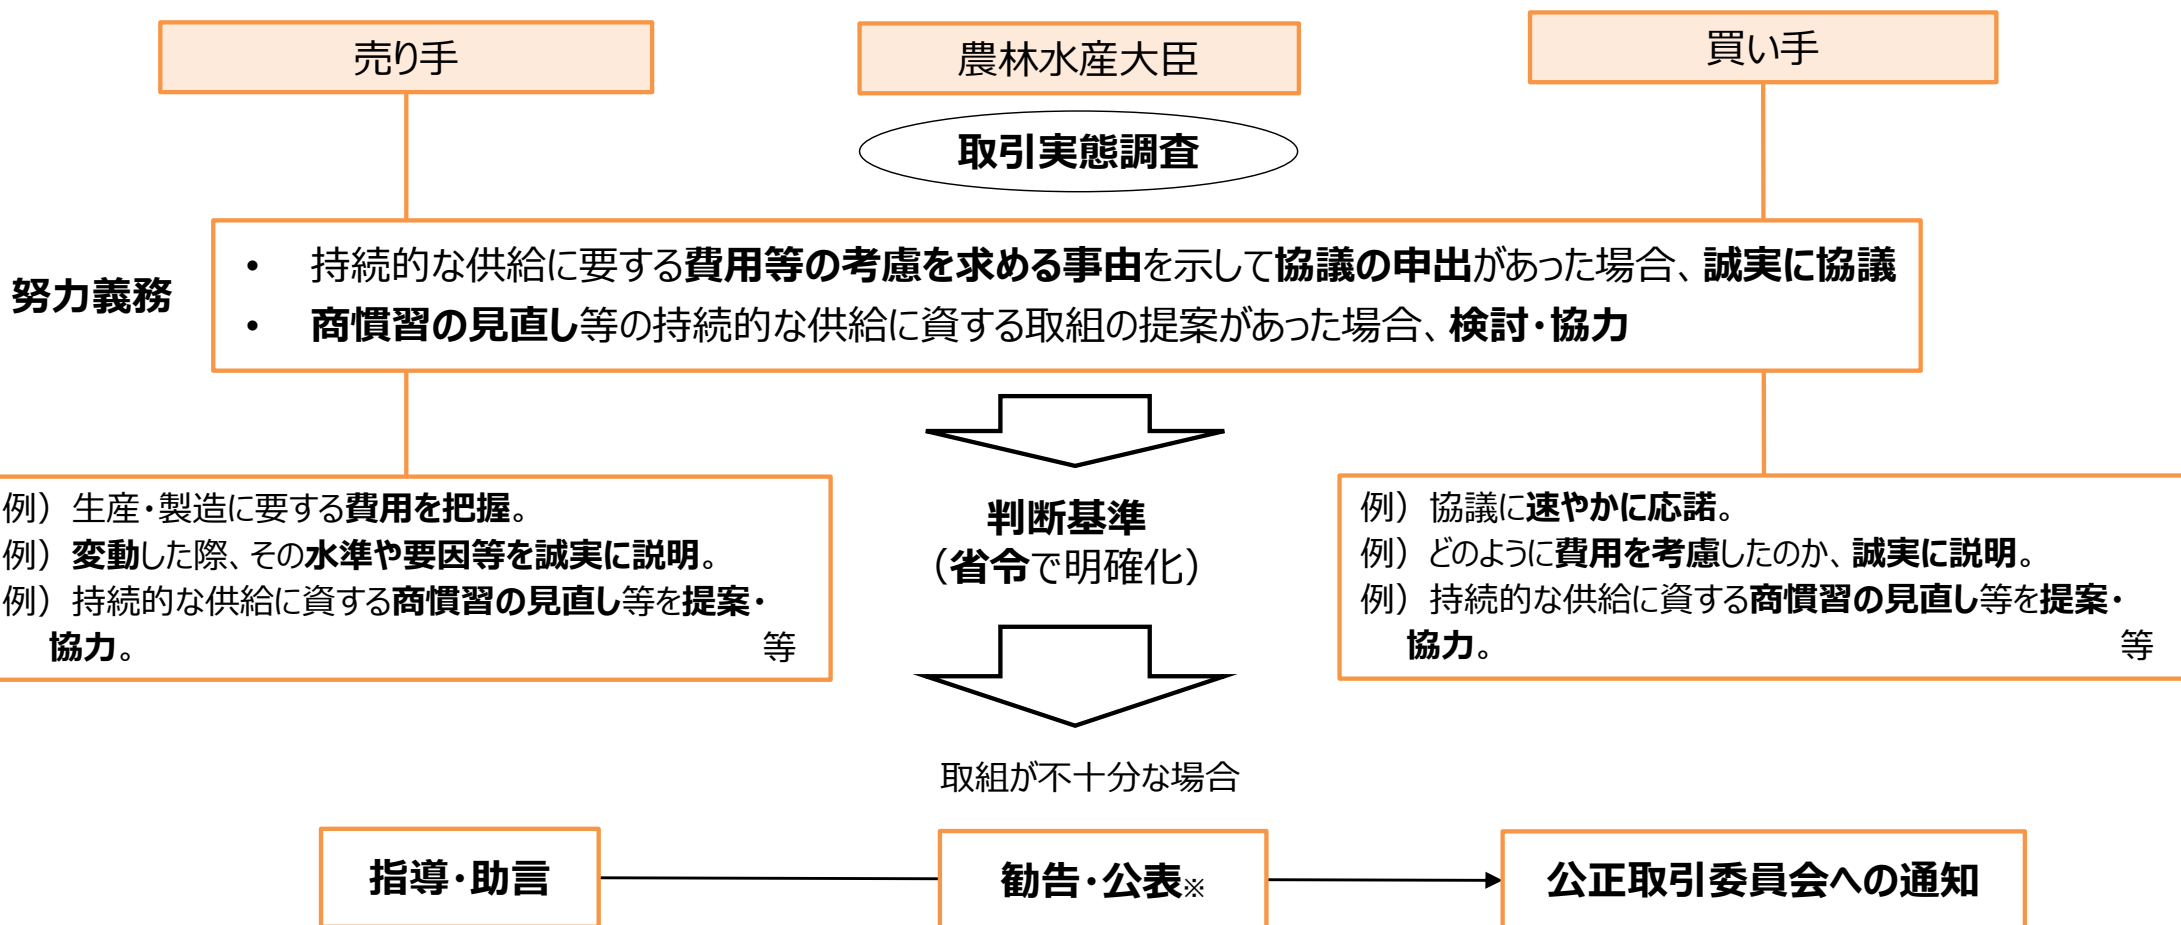 売り手
農林水産大臣
買い手
取引実態調査
努力義務
• 持続的な供給に要する費用等の考慮を求める事由を示して協議の申出があった場合、誠実に協議
• 商慣習の見直し等の持続的な供給に資する取組の提案があった場合、検討・協力
例）生産・製造に要する費用を把握。
例）変動した際、その水準や要因等を誠実に説明。
例）持続的な供給に資する商慣習の見直し等を提案・
協力。 等
判断基準
（省令で明確化）
例）協議に速やかに応諾。
例）どのように費用を考慮したのか、誠実に説明。
例）持続的な供給に資する商慣習の見直し等を提案・
協力。 等
取組が不十分な場合
指導・助言
勧告・公表※
公正取引委員会への通知